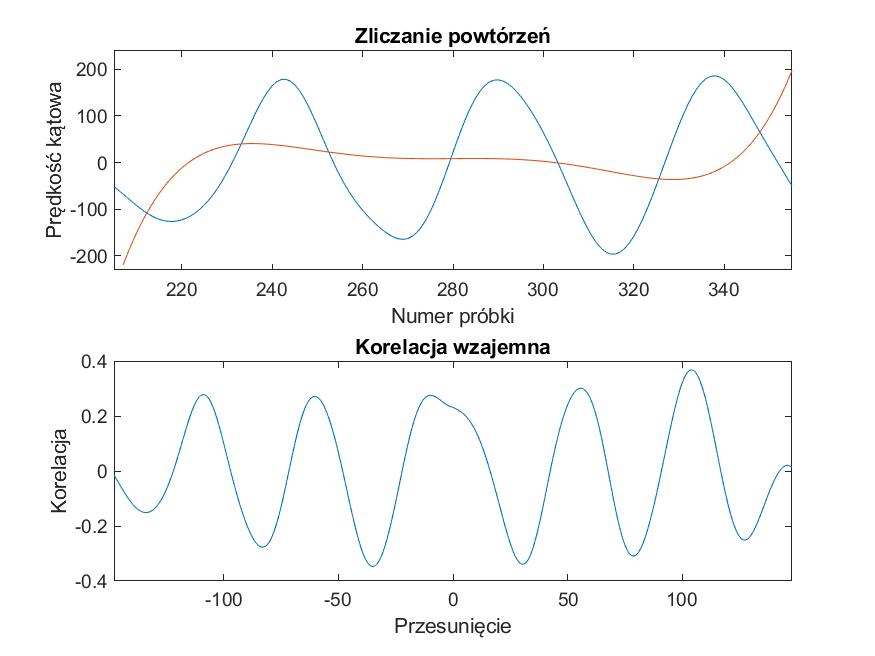 Zliczanie powtórzeń
200
100
0
-100
-200
Prędkość kątowa
220 240 260 280 300 320 340
Numer próbki
Korelacja wzajemna
0.4
0.2
0
-0.2
-0.4
Korelacja
-100 -50 0 50 100
Przesunięcie